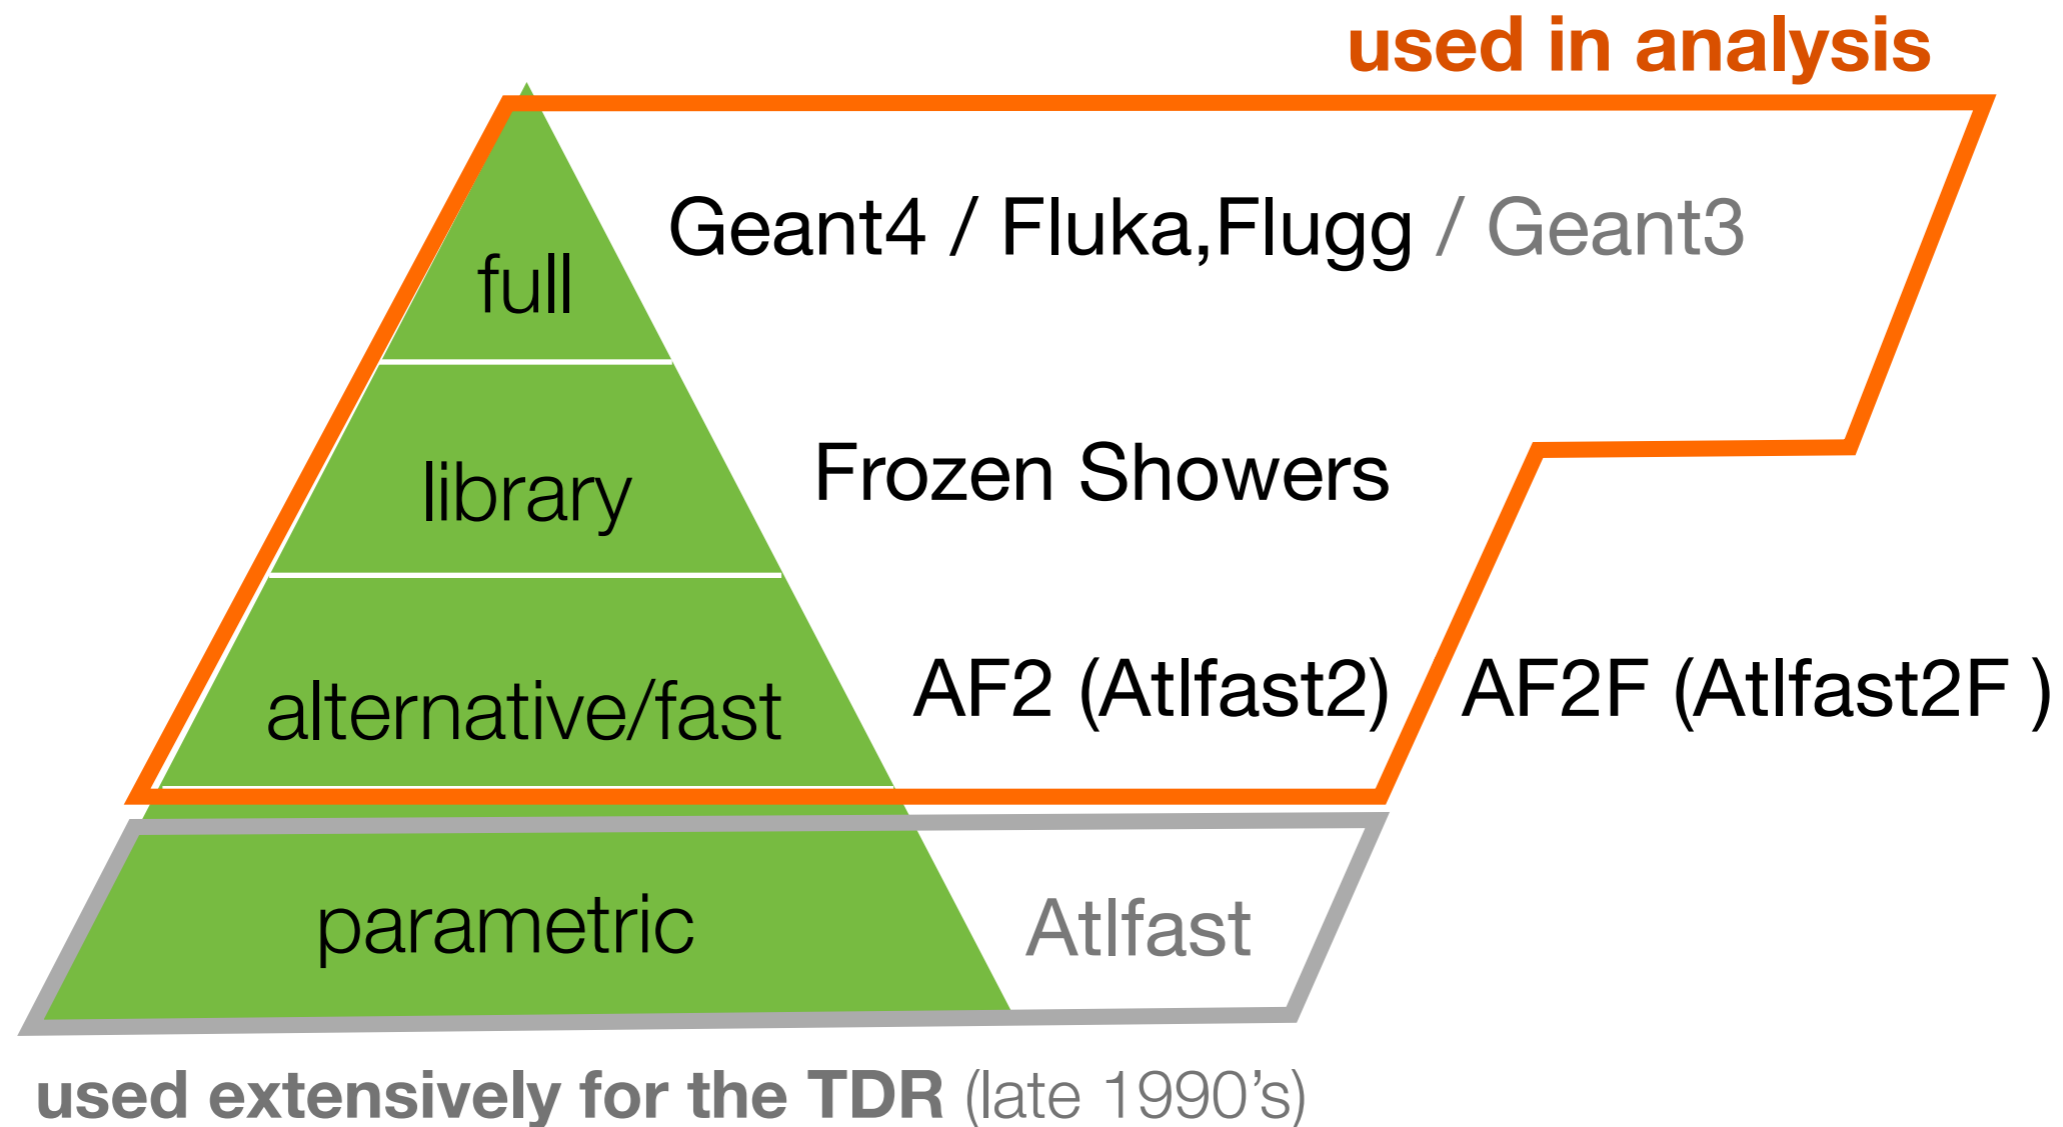 used in analysis
Geant4 / Fluka,Flugg / Geant3
full
Frozen Showers
library
AF2 (Atlfast2) AF2F (Atlfast2F )
alternative/fast
parametric
Atlfast
used extensively for the TDR (late 1990’s)